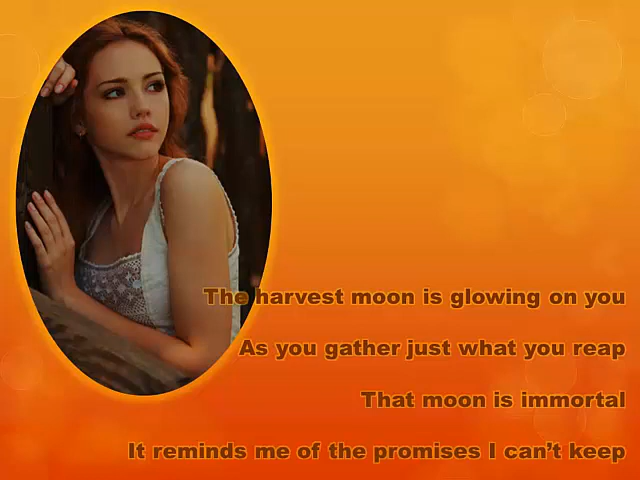 The harvest moon is glowing on you
As you gather just what you reap
That moon is immortal
It reminds me of the promises I can’t keep